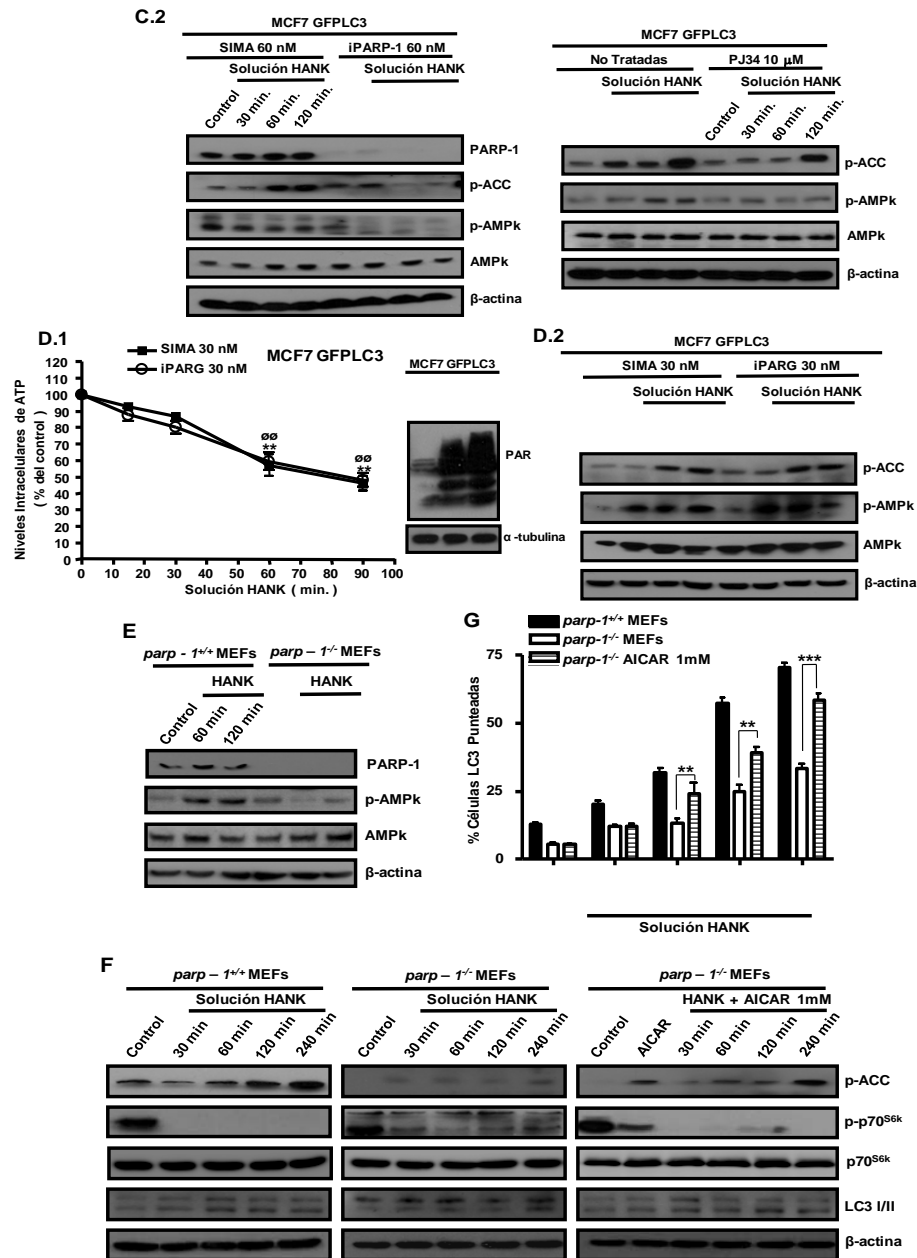 C.2
MCF7 GFPLC3
SIMA 60 nM iPARP-1 60 nM
Solución HANK Solución HANK
Control 30 min. 60 min. 120 min.
PARP-1
p-ACC
p-AMPk
AMPk
β-actina
MCF7 GFPLC3
No Tratadas PJ34 10 μM
Solución HANK Solución HANK
Control 30 min. 60 min. 120 min.
p-ACC
p-AMPk
AMPk
β-actina
D.1
SIMA 30 nM
iPARG 30 nM
MCF7 GFPLC3
Niveles Intracelulares de ATP
( % del control )
120
110
100
90
80
70
60
50
40
30
20
10
0
øø
**
øø
**
0 10 20 30 40 50 60 70 80 90 100
Solución HANK ( min. )
MCF7 GFPLC3
PAR
α -tubulina
D.2
MCF7 GFPLC3
SIMA 30 nM iPARG 30 nM
Solución HANK Solución HANK
p-ACC
p-AMPk
AMPk
β-actina
E
parp - 1+/+ MEFs parp – 1-/- MEFs
HANK HANK
Control 60 min 120 min
PARP-1
p-AMPk
AMPk
β-actina
G
parp-1+/+ MEFs
parp-1-/- MEFs
parp-1-/- AICAR 1mM
% Células LC3 Punteadas
75
50
25
0
**
**
***
Solución HANK
F
parp – 1+/+ MEFs
Solución HANK
Control 30 min 60 min 120 min 240 min
parp – 1-/- MEFs
Solución HANK
Control 30 min 60 min 120 min 240 min
parp – 1-/- MEFs
HANK + AICAR 1mM
Control AICAR 30 min 60 min 120 min 240 min
p-ACC
p-p70S6k
p70S6k
LC3 I/II
β-actina